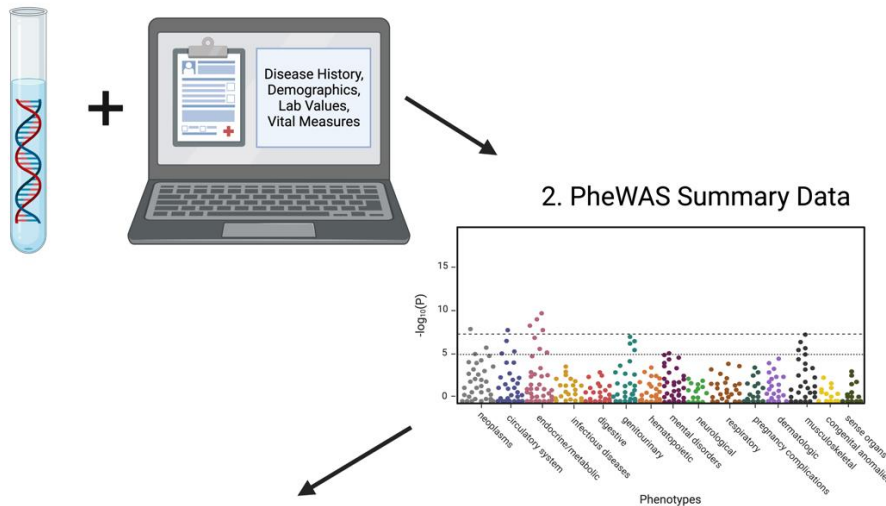 Disease History,
Demographics,
Lab Values,
Vital Measures
2. PheWAS Summary Data
-log₁₀(P)
15
10
5
0
neoplasms
circulatory system
endocrine/metabolic
infectious diseases
digestive
genitourinary
hematopoietic
mental disorders
neurological
respiratory
pregnancy complications
dermatologic
musculoskeletal
congenital anomalies
sense organs
Phenotypes